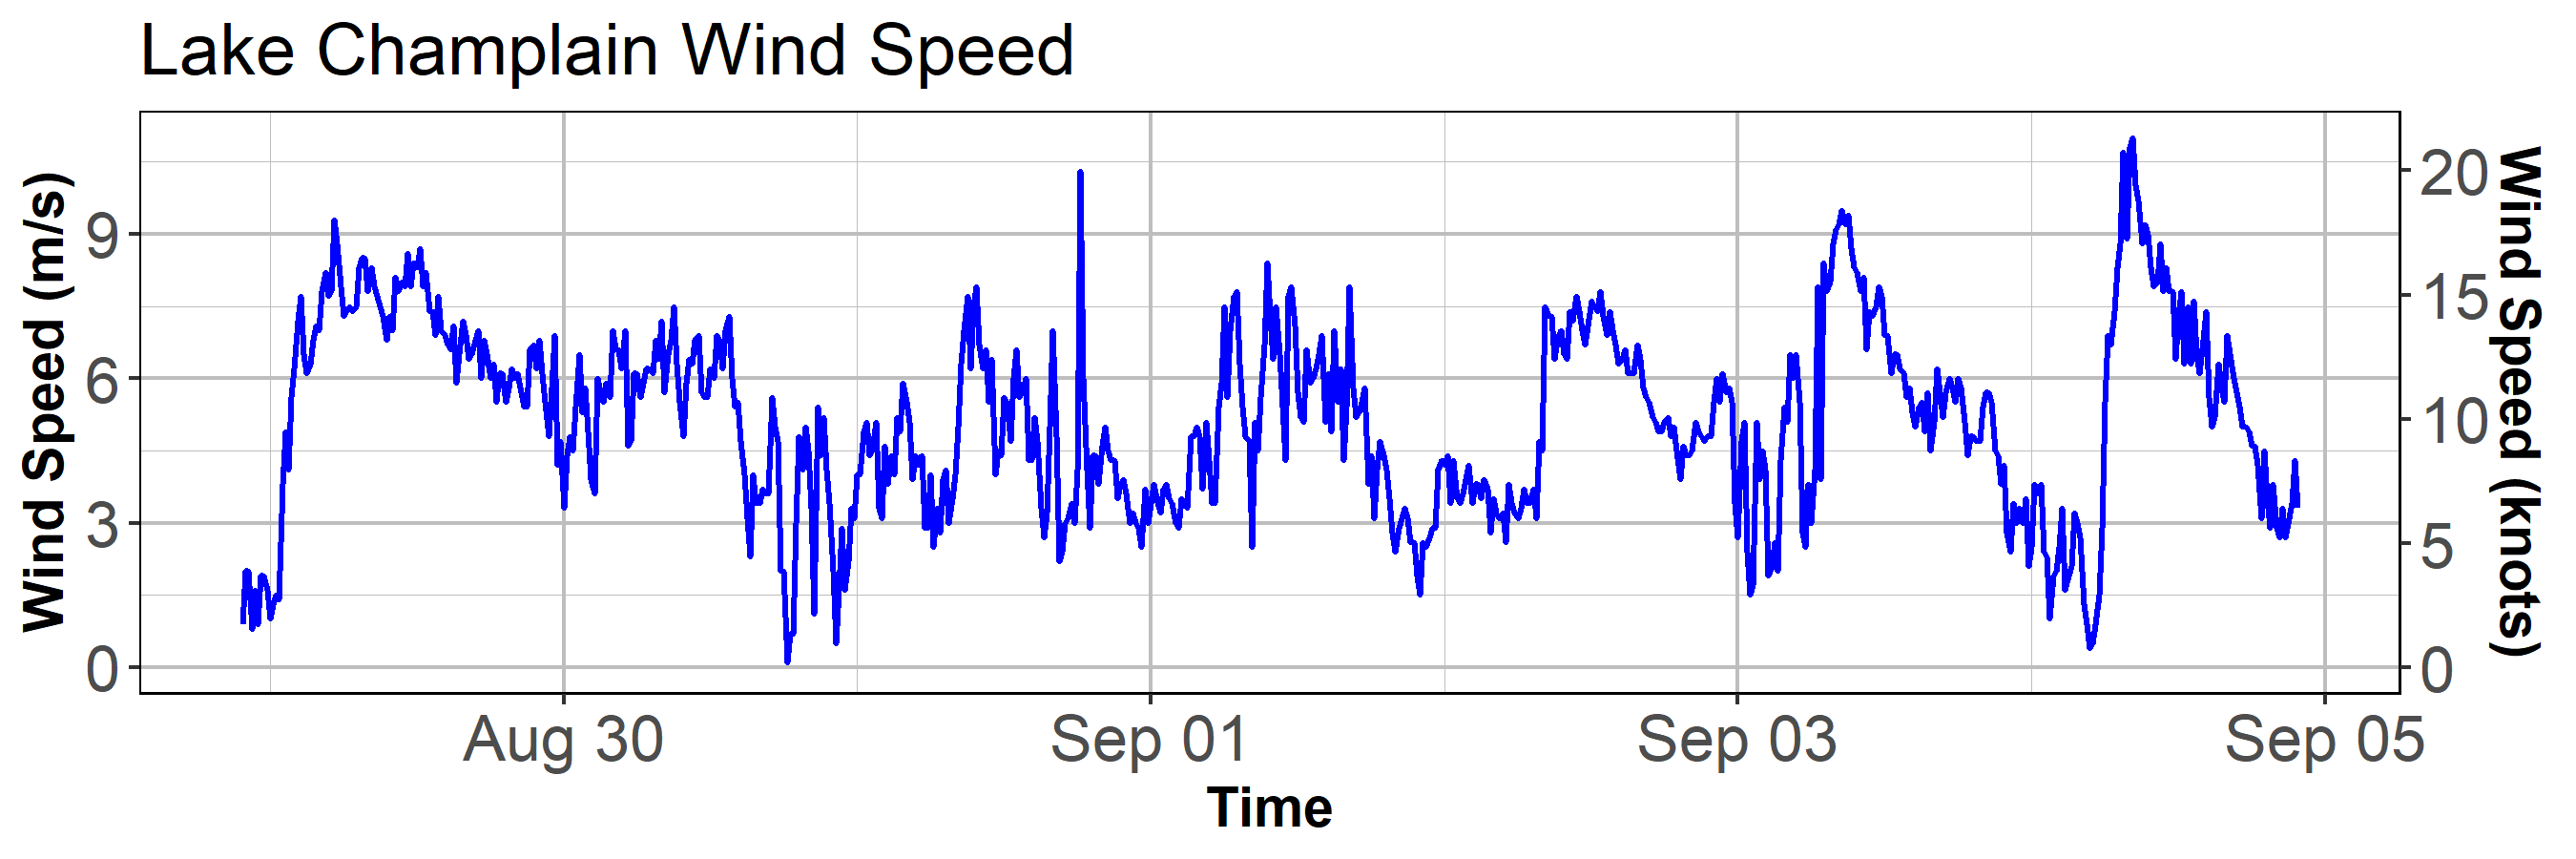 Lake Champlain Wind Speed
Wind Speed (m/s)
9
6
3
0
20
15
10
5
0
Wind Speed (knots)
Aug 30
Sep 01
Sep 03
Sep 05
Time